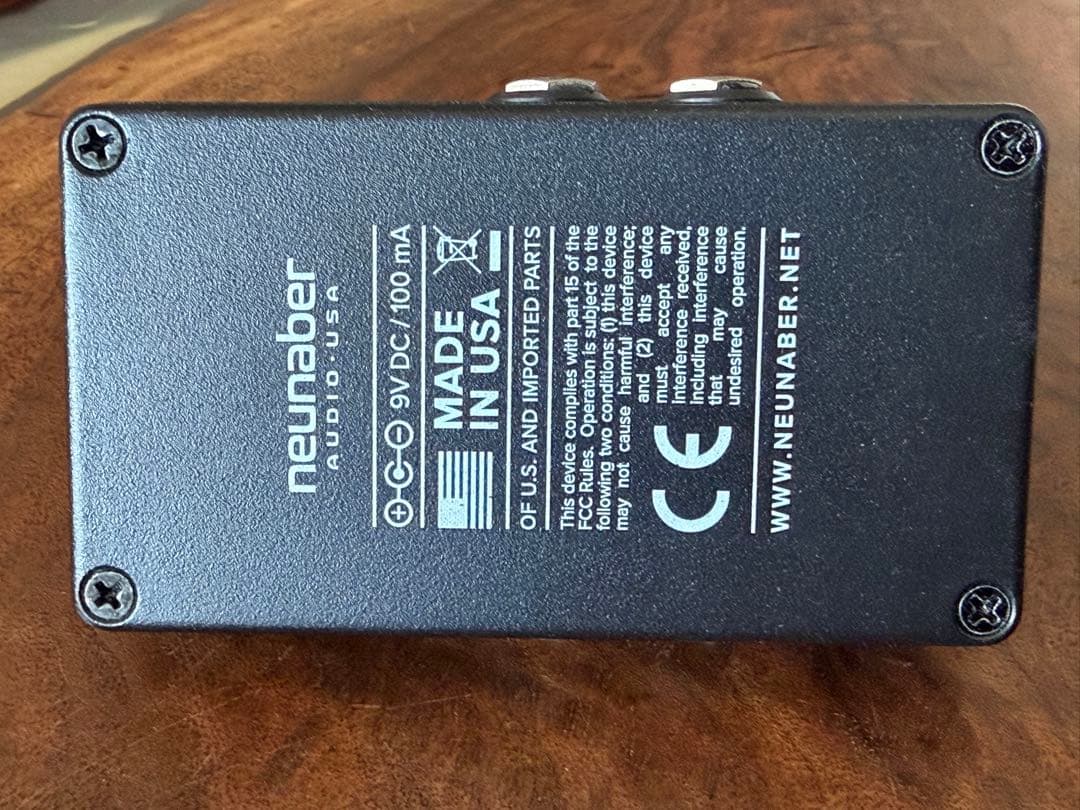 neunaber
AUDIO•USA
9V DC/100 mA
MADE
IN USA
OF U.S. AND IMPORTED PARTS
This device complies with part 15 of the
FCC Rules. Operation is subject to the
following two conditions: (1) this device
may not cause harmful interference;
and (2) this device
must accept any
interference received,
including interference
that may cause
undesired operation.
CE
WWW.NEUNABER.NET